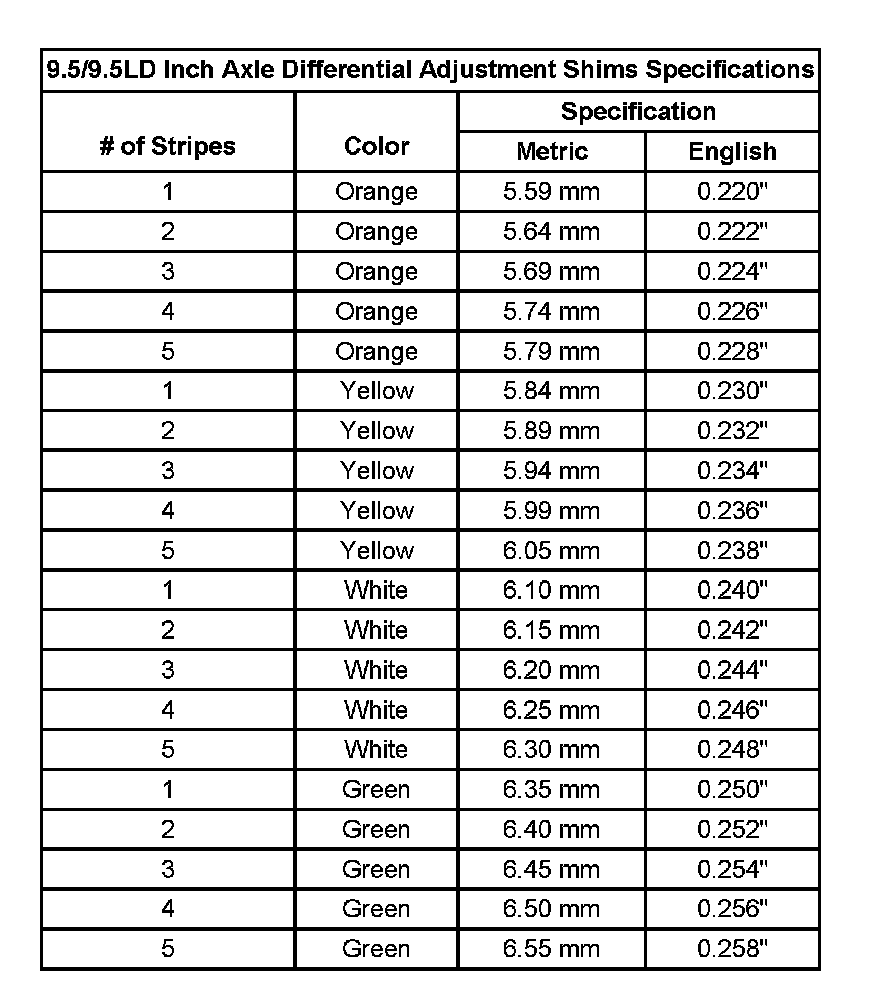 9.5/9.5LD Inch Axle Differential Adjustment Shims Specifications
Specification
# of Stripes Color Metric English
1 Orange 5.59 mm 0.220"
2 Orange 5.64 mm 0.222"
3 Orange 5.69 mm 0.224"
4 Orange 5.74 mm 0.226"
5 Orange 5.79 mm 0.228"
1 Yellow 5.84 mm 0.230"
2 Yellow 5.89 mm 0.232"
3 Yellow 5.94 mm 0.234"
4 Yellow 5.99 mm 0.236"
5 Yellow 6.05 mm 0.238"
1 White 6.10 mm 0.240"
2 White 6.15 mm 0.242"
3 White 6.20 mm 0.244"
4 White 6.25 mm 0.246"
5 White 6.30 mm 0.248"
1 Green 6.35 mm 0.250"
2 Green 6.40 mm 0.252"
3 Green 6.45 mm 0.254"
4 Green 6.50 mm 0.256"
5 Green 6.55 mm 0.258"